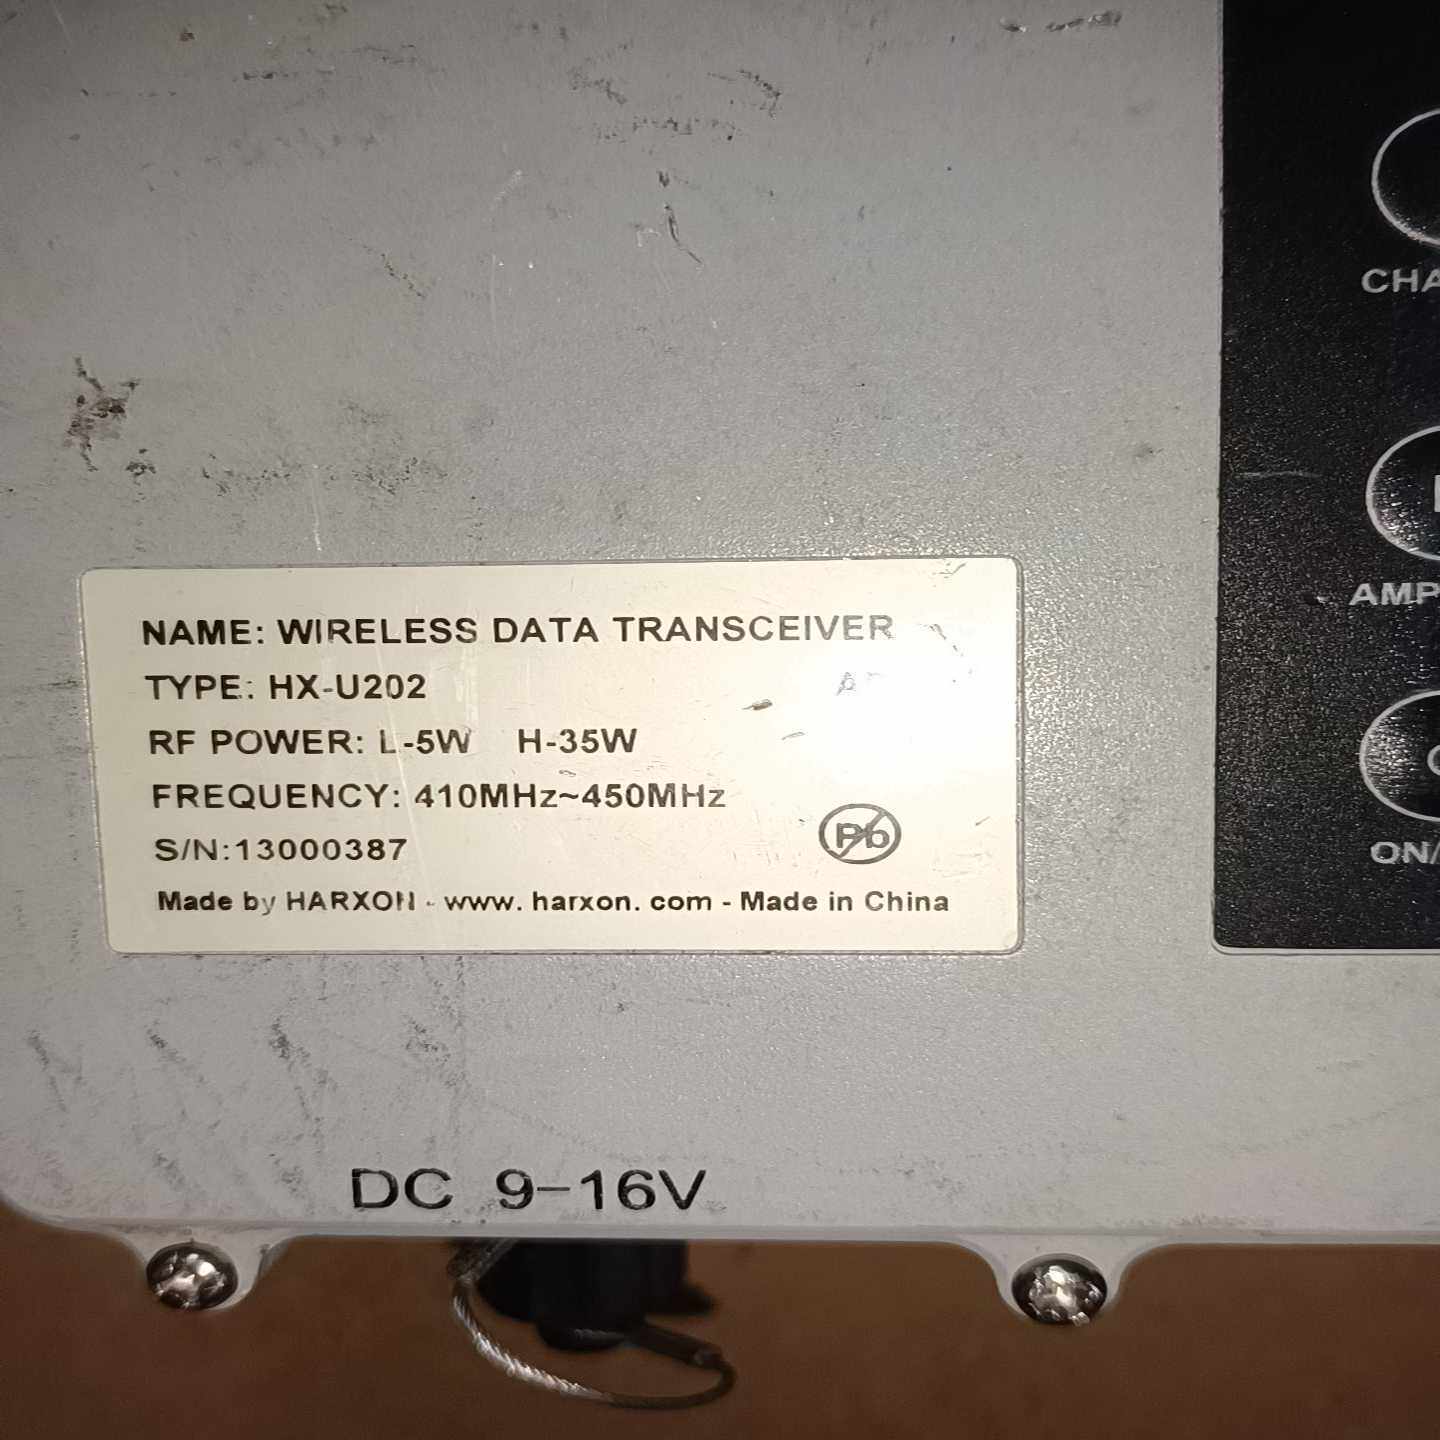 NAME: WIRELESS DATA TRANSCEIVER
TYPE: HX-U202
RF POWER: L-5W H-35W
FREQUENCY: 410MHz~450MHz
S/N:13000387
Pb
Made by HARXON - www. harxon. com - Made in China
DC 9-16V
CHA
AMP
ON/